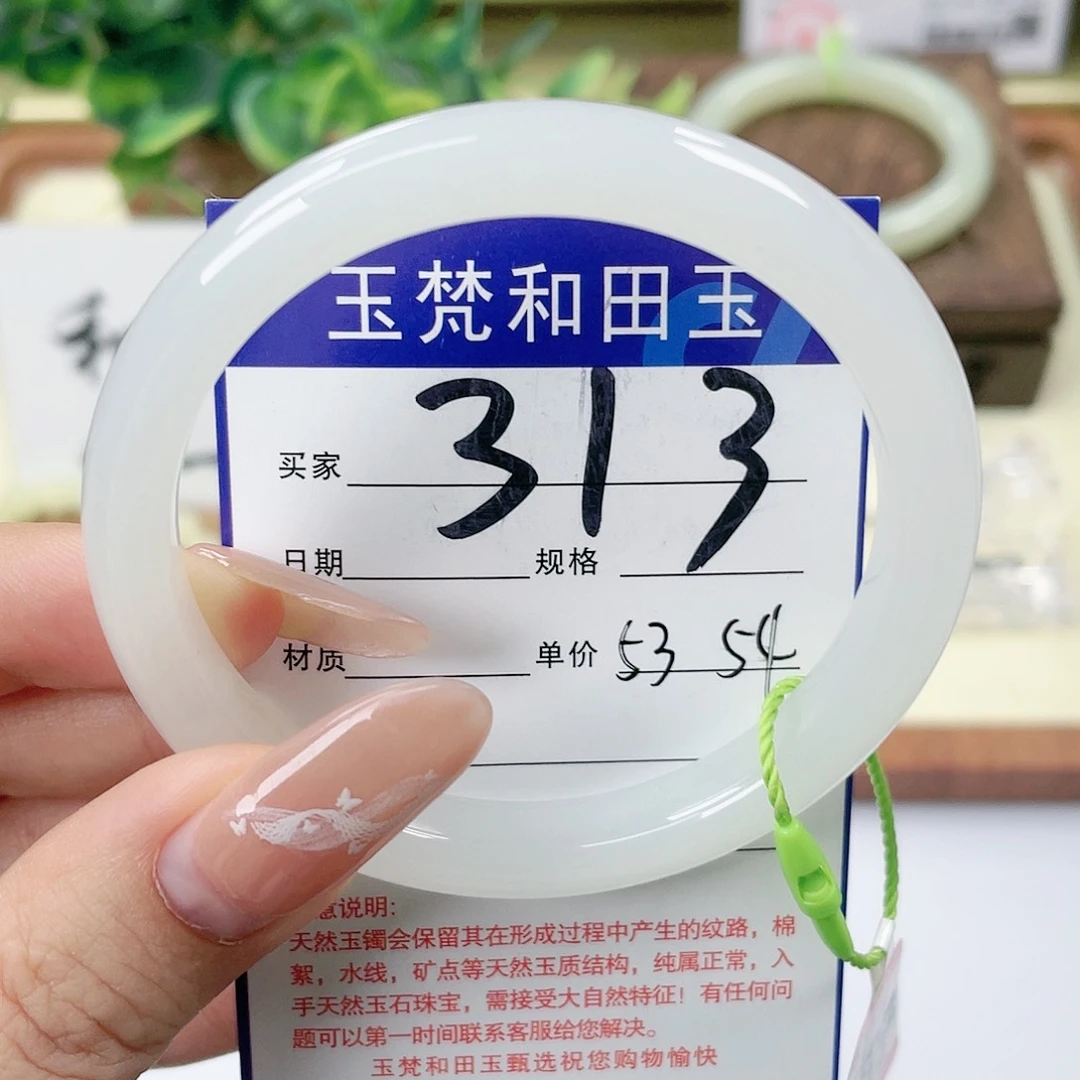 玉梵和田玉
313
买家
日期 规格
材质 单价 53 54
意说明:
天然玉镯会保留其在形成过程中产生的纹路，棉
絮，水线，矿点等天然玉质结构，纯属正常，入
手天然玉石珠宝，需接受大自然特征！有任何问
题可以第一时间联系客服给您解决。
玉梵和田玉甄选祝您购物愉快